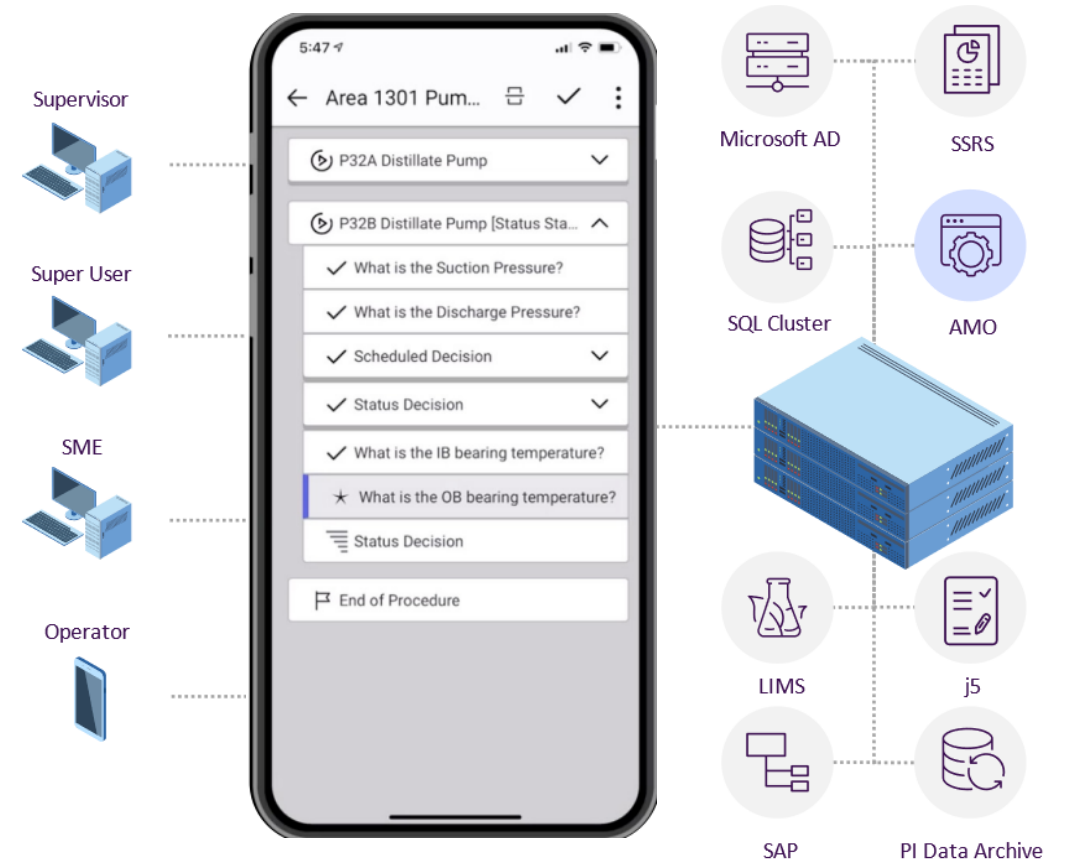 Supervisor
Super User
SME
Operator
5:47
Area 1301 Pum...
P32A Distillate Pump
P32B Distillate Pump [Status Sta...
What is the Suction Pressure?
What is the Discharge Pressure?
Scheduled Decision
Status Decision
What is the IB bearing temperature?
What is the OB bearing temperature?
Status Decision
End of Procedure
Microsoft AD
SSRS
SQL Cluster
AMO
LIMS
j5
SAP
PI Data Archive